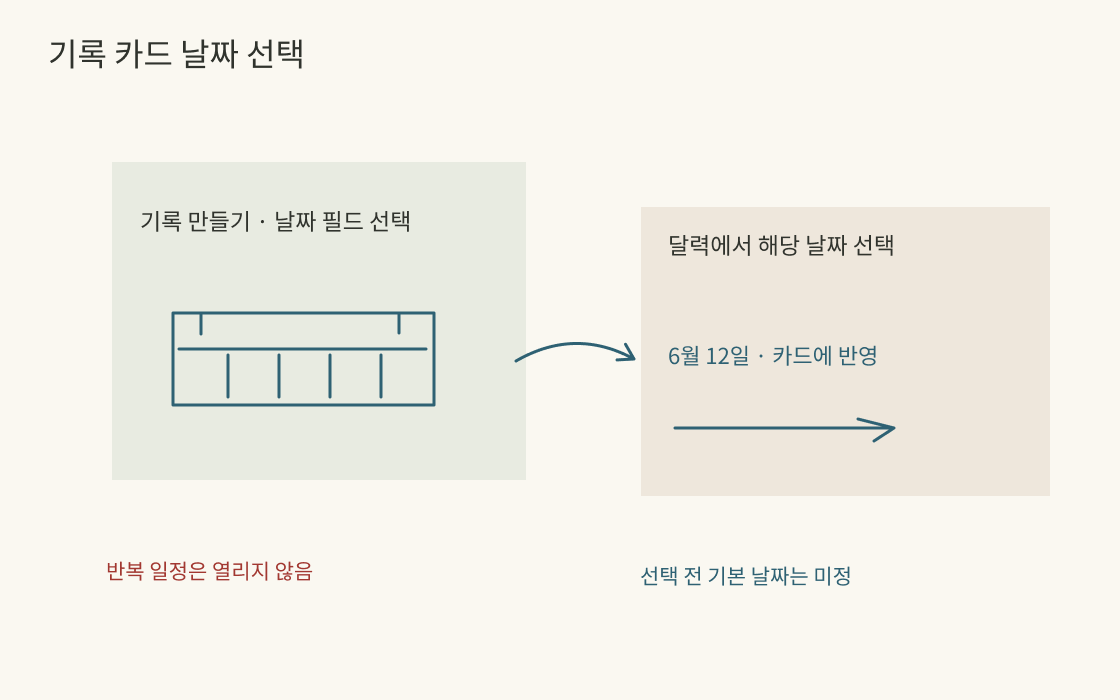 기록 카드 날짜 선택
기록 만들기 · 날짜 필드 선택
달력에서 해당 날짜 선택
6월 12일 · 카드에 반영
반복 일정은 열리지 않음
선택 전 기본 날짜는 미정